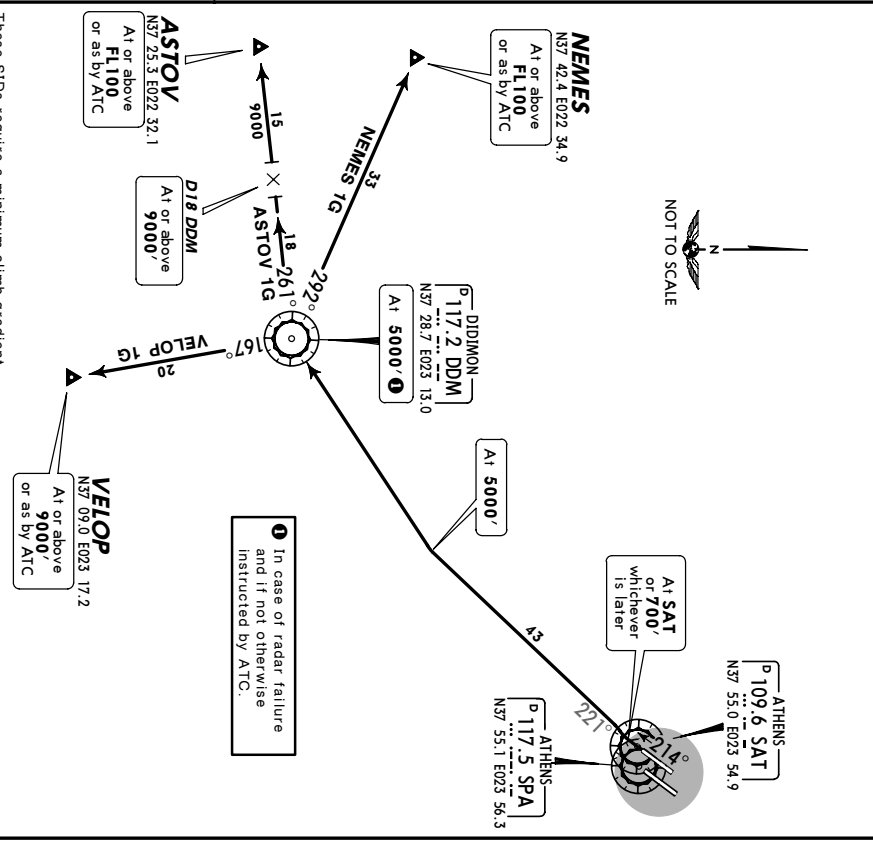 NEMES
N37 42.4 E022 34.9
At or above
FL100
or as by ATC
ASTOV
N37 25.3 E022 32.1
At or above
FL100
or as by ATC
15
9000
D18 DDM
At or above
9000'
33
NEMES 1G
18
ASTOV 1G
261°
292°
NOT TO SCALE
N
DIDIMON
D 117.2 DDM
N37 28.7 E023 13.0
At 5000' 1
167°
VELOP 1G
20
VELOP
N37 09.0 E023 17.2
At or above
9000'
or as by ATC
At 5000'
43
1 In case of radar failure
and if not otherwise
instructed by ATC.
At SAT
or 700'
whichever
is later
221°
214°
ATHENS
D 109.6 SAT
N37 55.0 E023 54.9
ATHENS
D 117.5 SPA
N37 55.1 E023 56.3
These SIDs require a minimum climb gradient